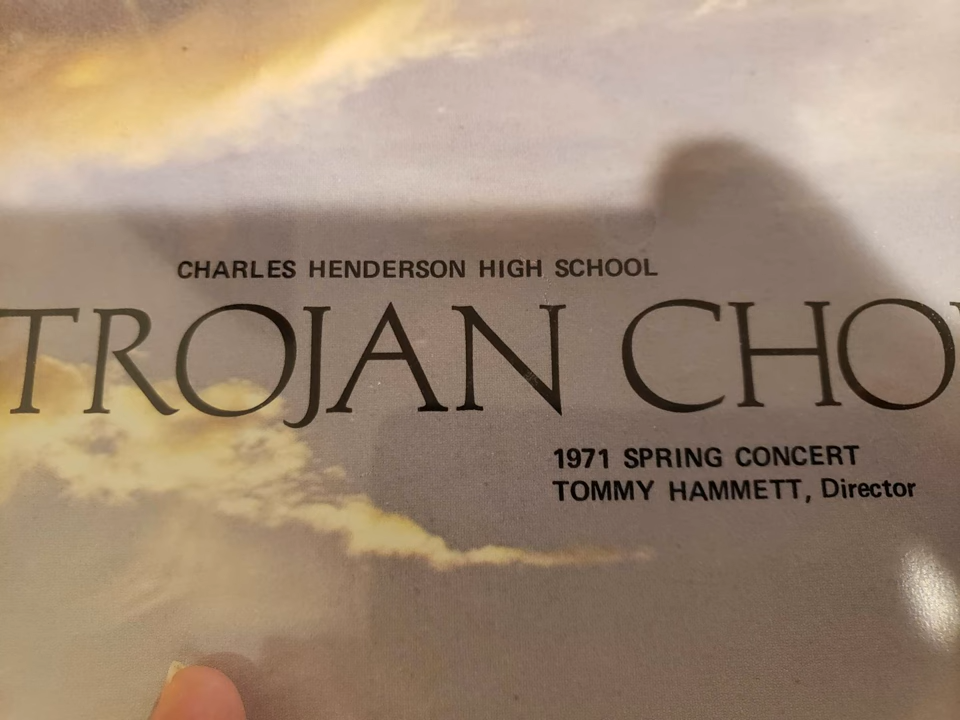 CHARLES HENDERSON HIGH SCHOOL
TROJAN CHO
1971 SPRING CONCERT
TOMMY HAMMETT, Director